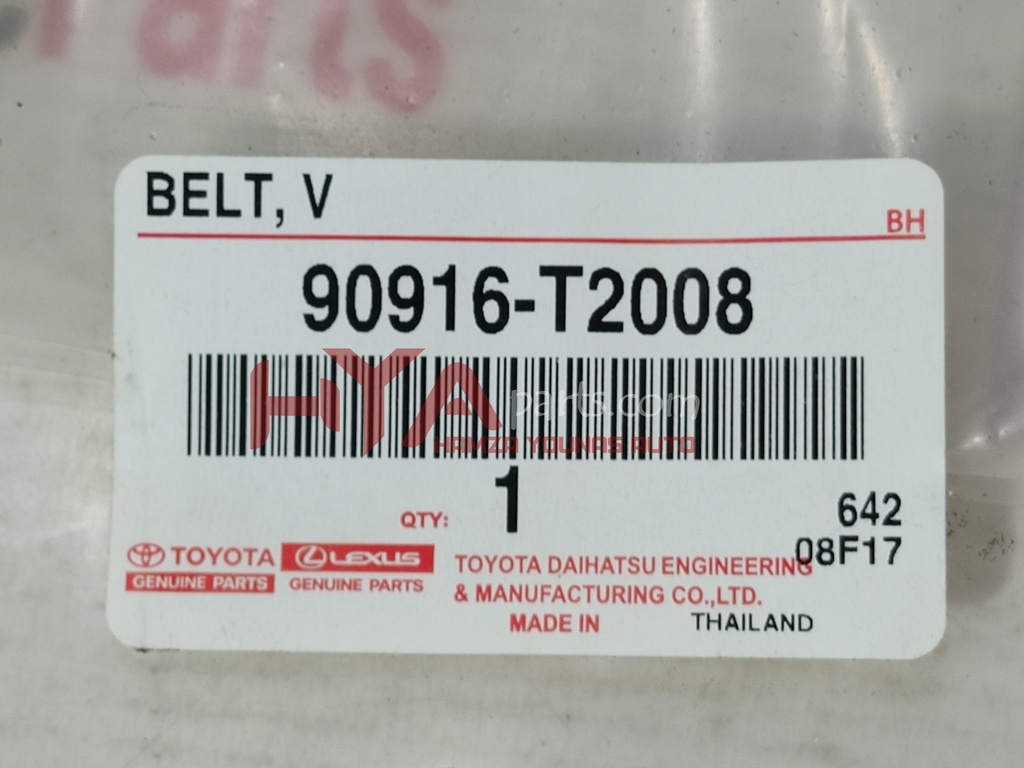 Parts
BELT, V
BH
90916-T2008
HYAparts.com
HAMZA YOUNAS AUTO
QTY: 1
642
08F17
TOYOTA
GENUINE PARTS
LEXUS
GENUINE PARTS
TOYOTA DAIHATSU ENGINEERING
& MANUFACTURING CO.,LTD.
MADE IN THAILAND